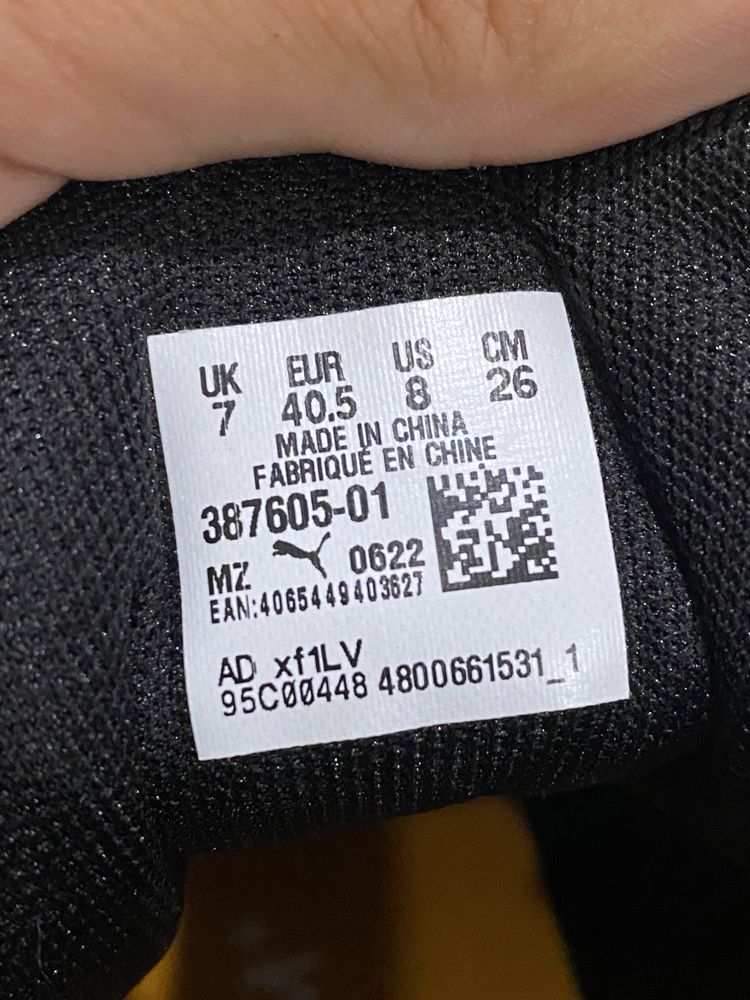 UK EUR US CM
7 40.5 8 26
MADE IN CHINA
FABRIQUÉ EN CHINE
387605-01
MZ 0622
EAN:4065449403627
AD xf1LV
95C00448 4800661531_1